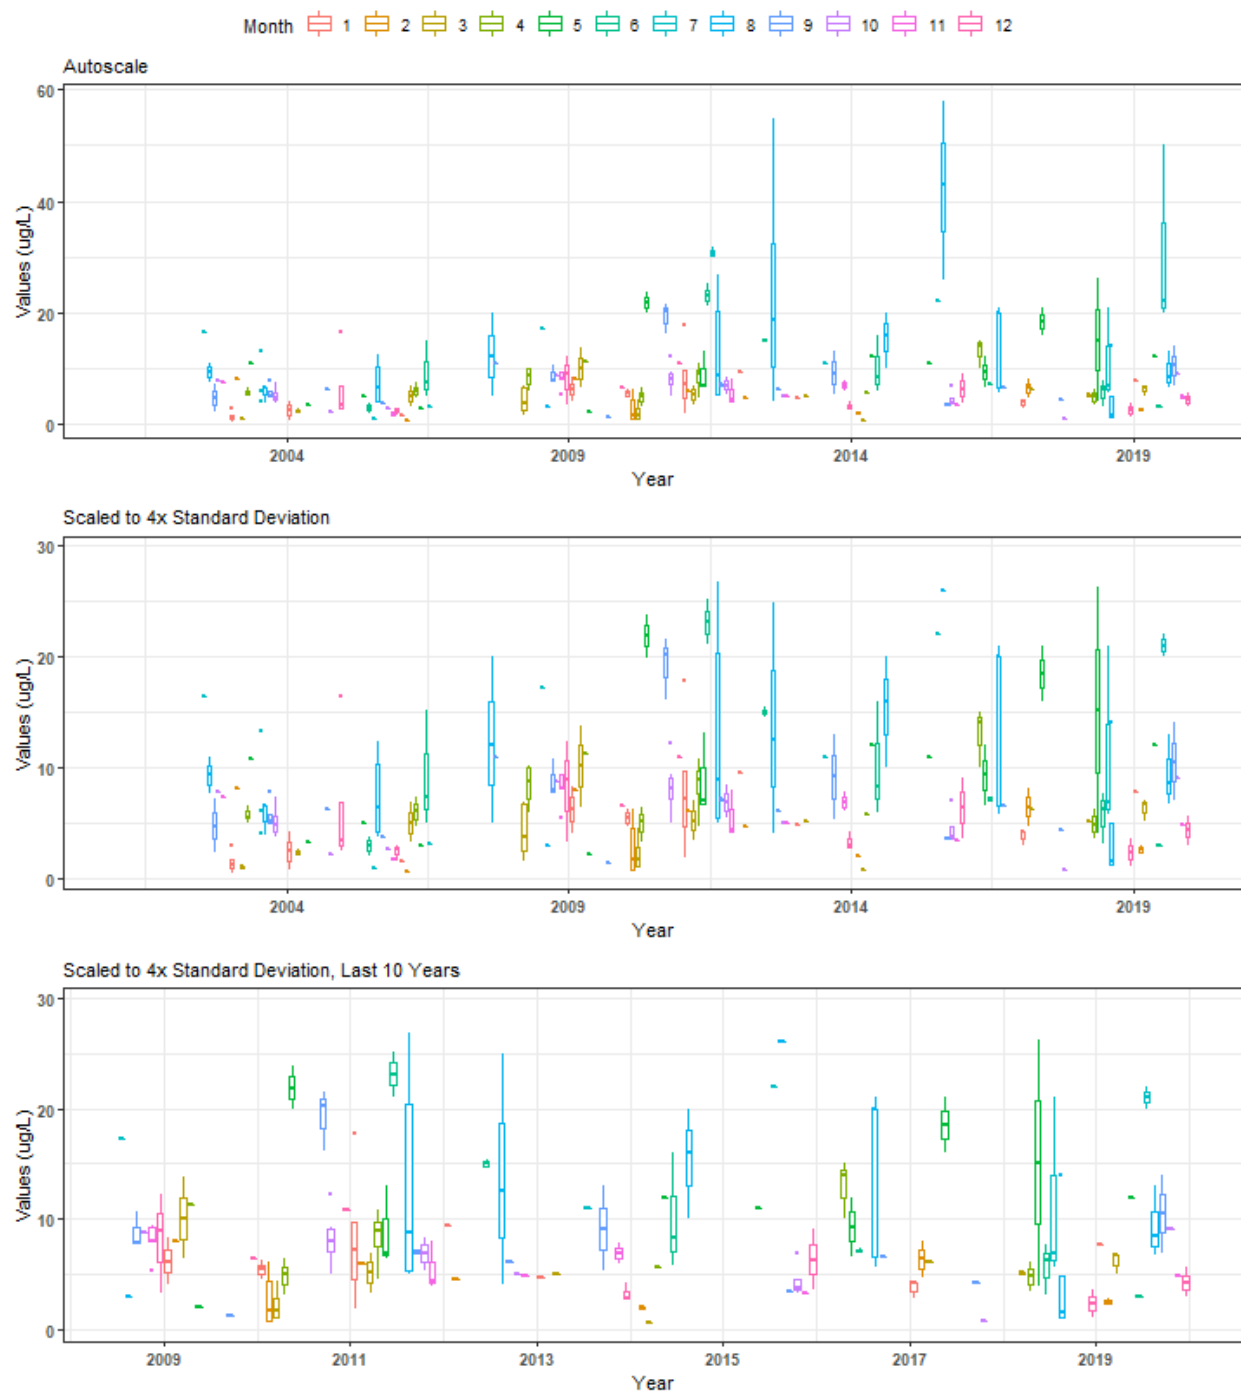 Month 1 2 3 4 5 6 7 8 9 10 11 12
Autoscale
60
40
20
0
Values (ug/L)
2004 2009 2014 2019
Year
Scaled to 4x Standard Deviation
30
20
10
0
Values (ug/L)
2004 2009 2014 2019
Year
Scaled to 4x Standard Deviation, Last 10 Years
30
20
10
0
Values (ug/L)
2009 2011 2013 2015 2017 2019
Year